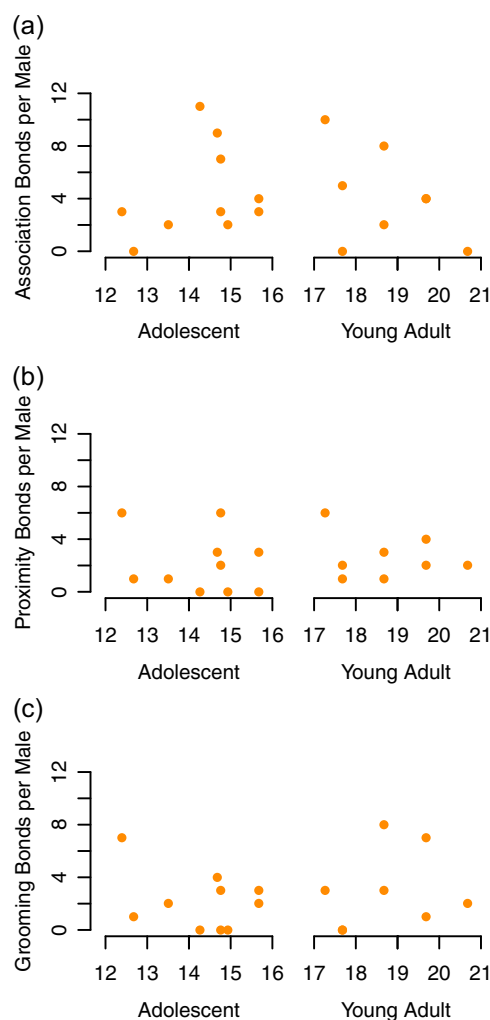 (a)
Association Bonds per Male
12
8
4
0
12 13 14 15 16 17 18 19 20 21
Adolescent Young Adult
(b)
Proximity Bonds per Male
12
8
4
0
12 13 14 15 16 17 18 19 20 21
Adolescent Young Adult
(c)
Grooming Bonds per Male
12
8
4
0
12 13 14 15 16 17 18 19 20 21
Adolescent Young Adult